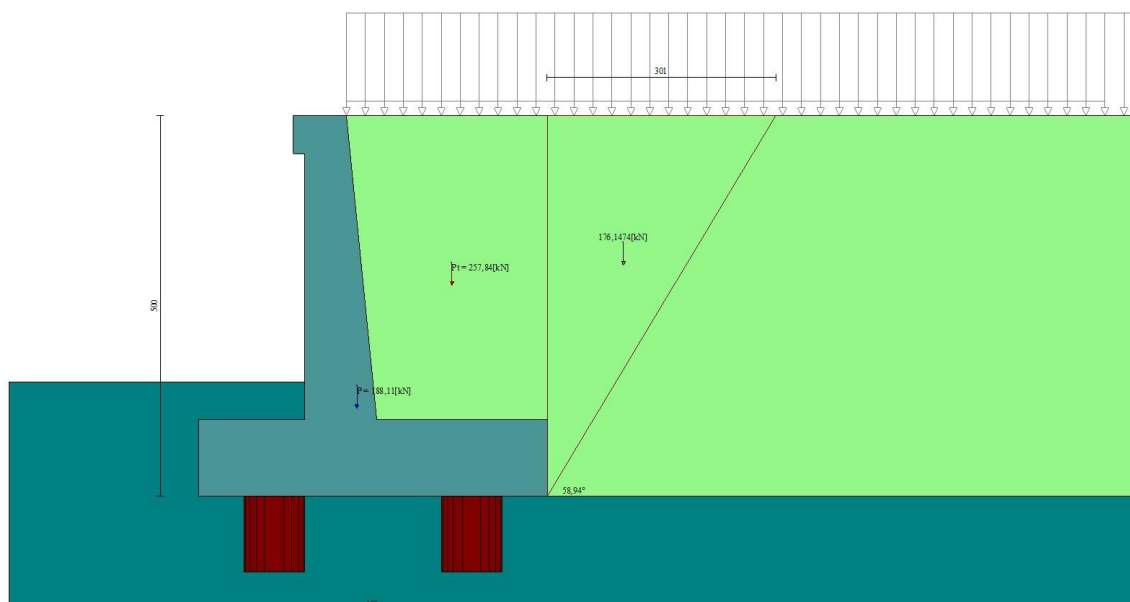 301
500
176,1474[kN]
Pt = 257,84[kN]
P = 188,11[kN]
58,94°